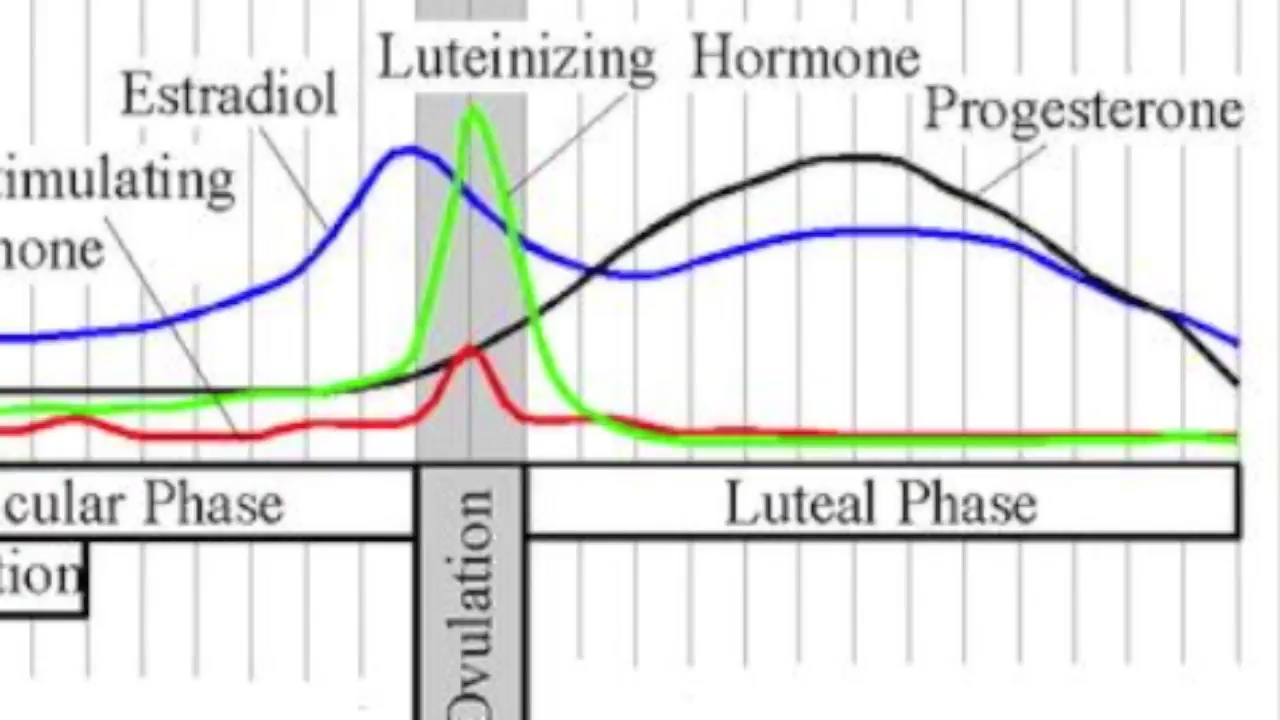 Luteinizing Hormone
Estradiol
Progesterone
timulating
none
cular Phase
Luteal Phase
tion
Ovulation